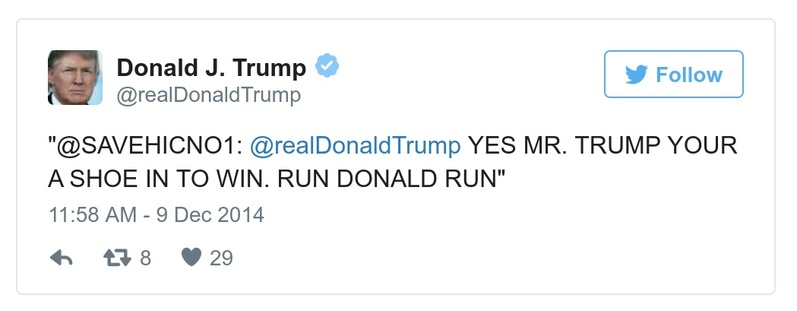 Donald J. Trump
@realDonaldTrump
Follow
"@SAVEHICNO1: @realDonaldTrump YES MR. TRUMP YOUR
A SHOE IN TO WIN. RUN DONALD RUN"
11:58 AM - 9 Dec 2014
8
29